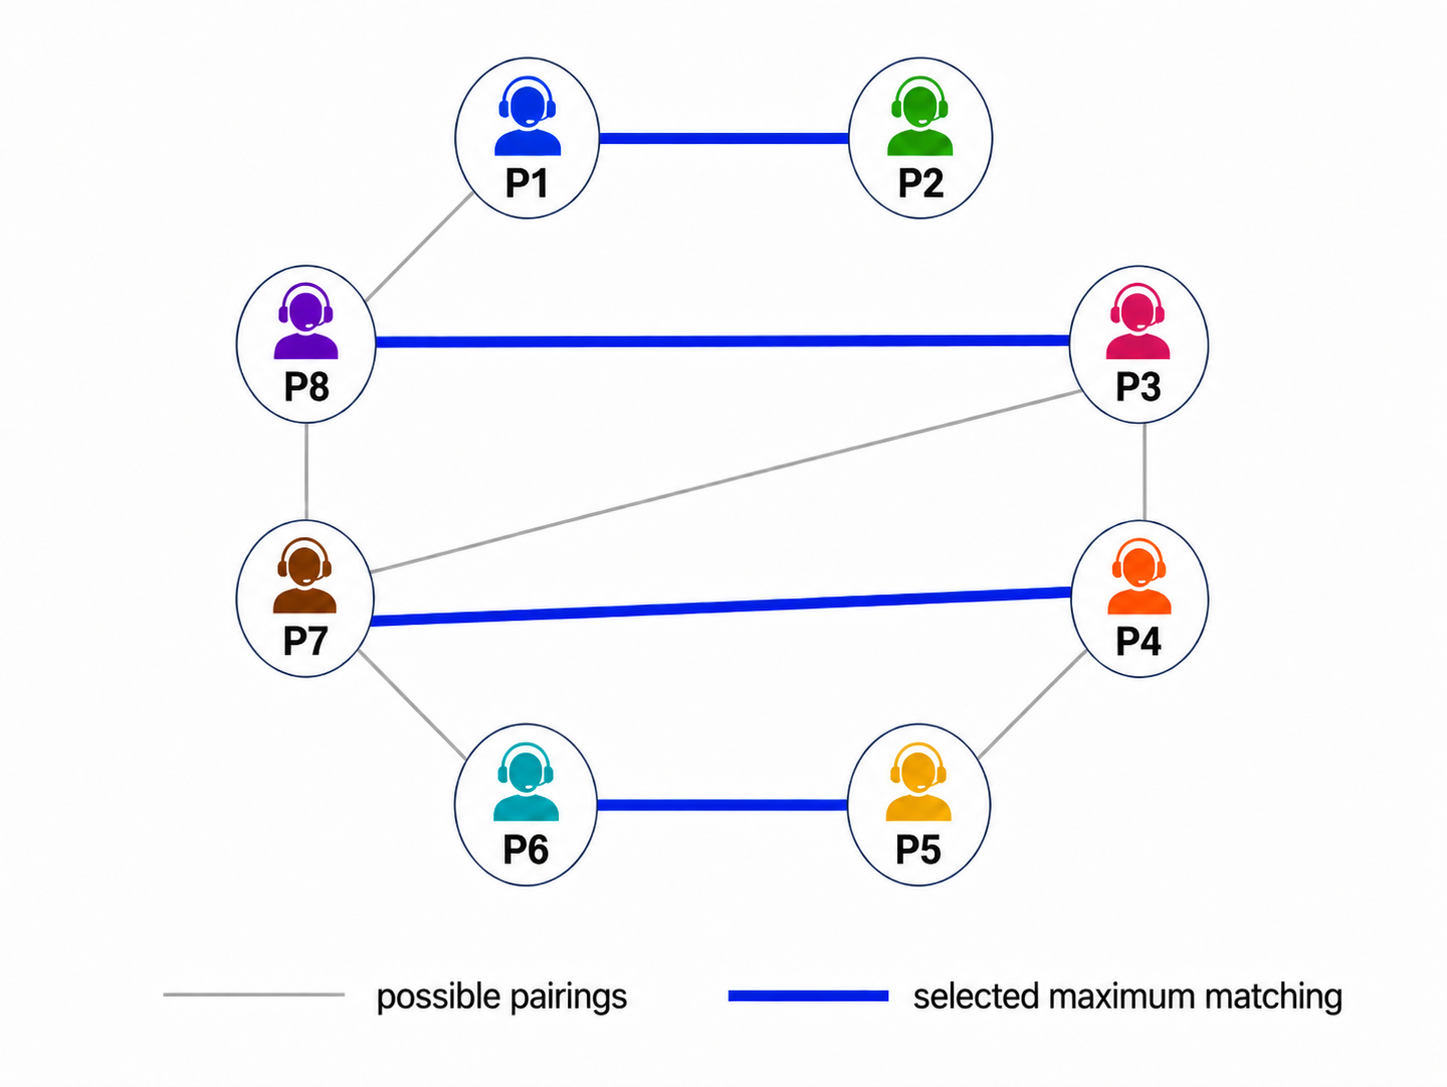 P1
P2
P8
P3
P7
P4
P6
P5
possible pairings
selected maximum matching